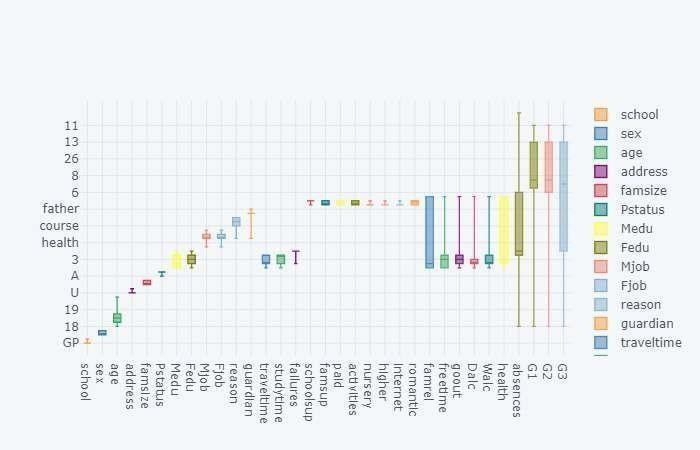 11
13
26
8
6
father
course
health
3
A
U
19
18
GP
school
sex
age
address
famsize
Pstatus
Medu
Fedu
Mjob
Fjob
reason
guardian
traveltime
studytime
failures
schoolsup
famsup
paid
activities
nursery
higher
internet
romantic
famrel
freetime
goout
Dalc
Walc
health
absences
G1
G2
G3
school
sex
age
address
famsize
Pstatus
Medu
Fedu
Mjob
Fjob
reason
guardian
traveltime